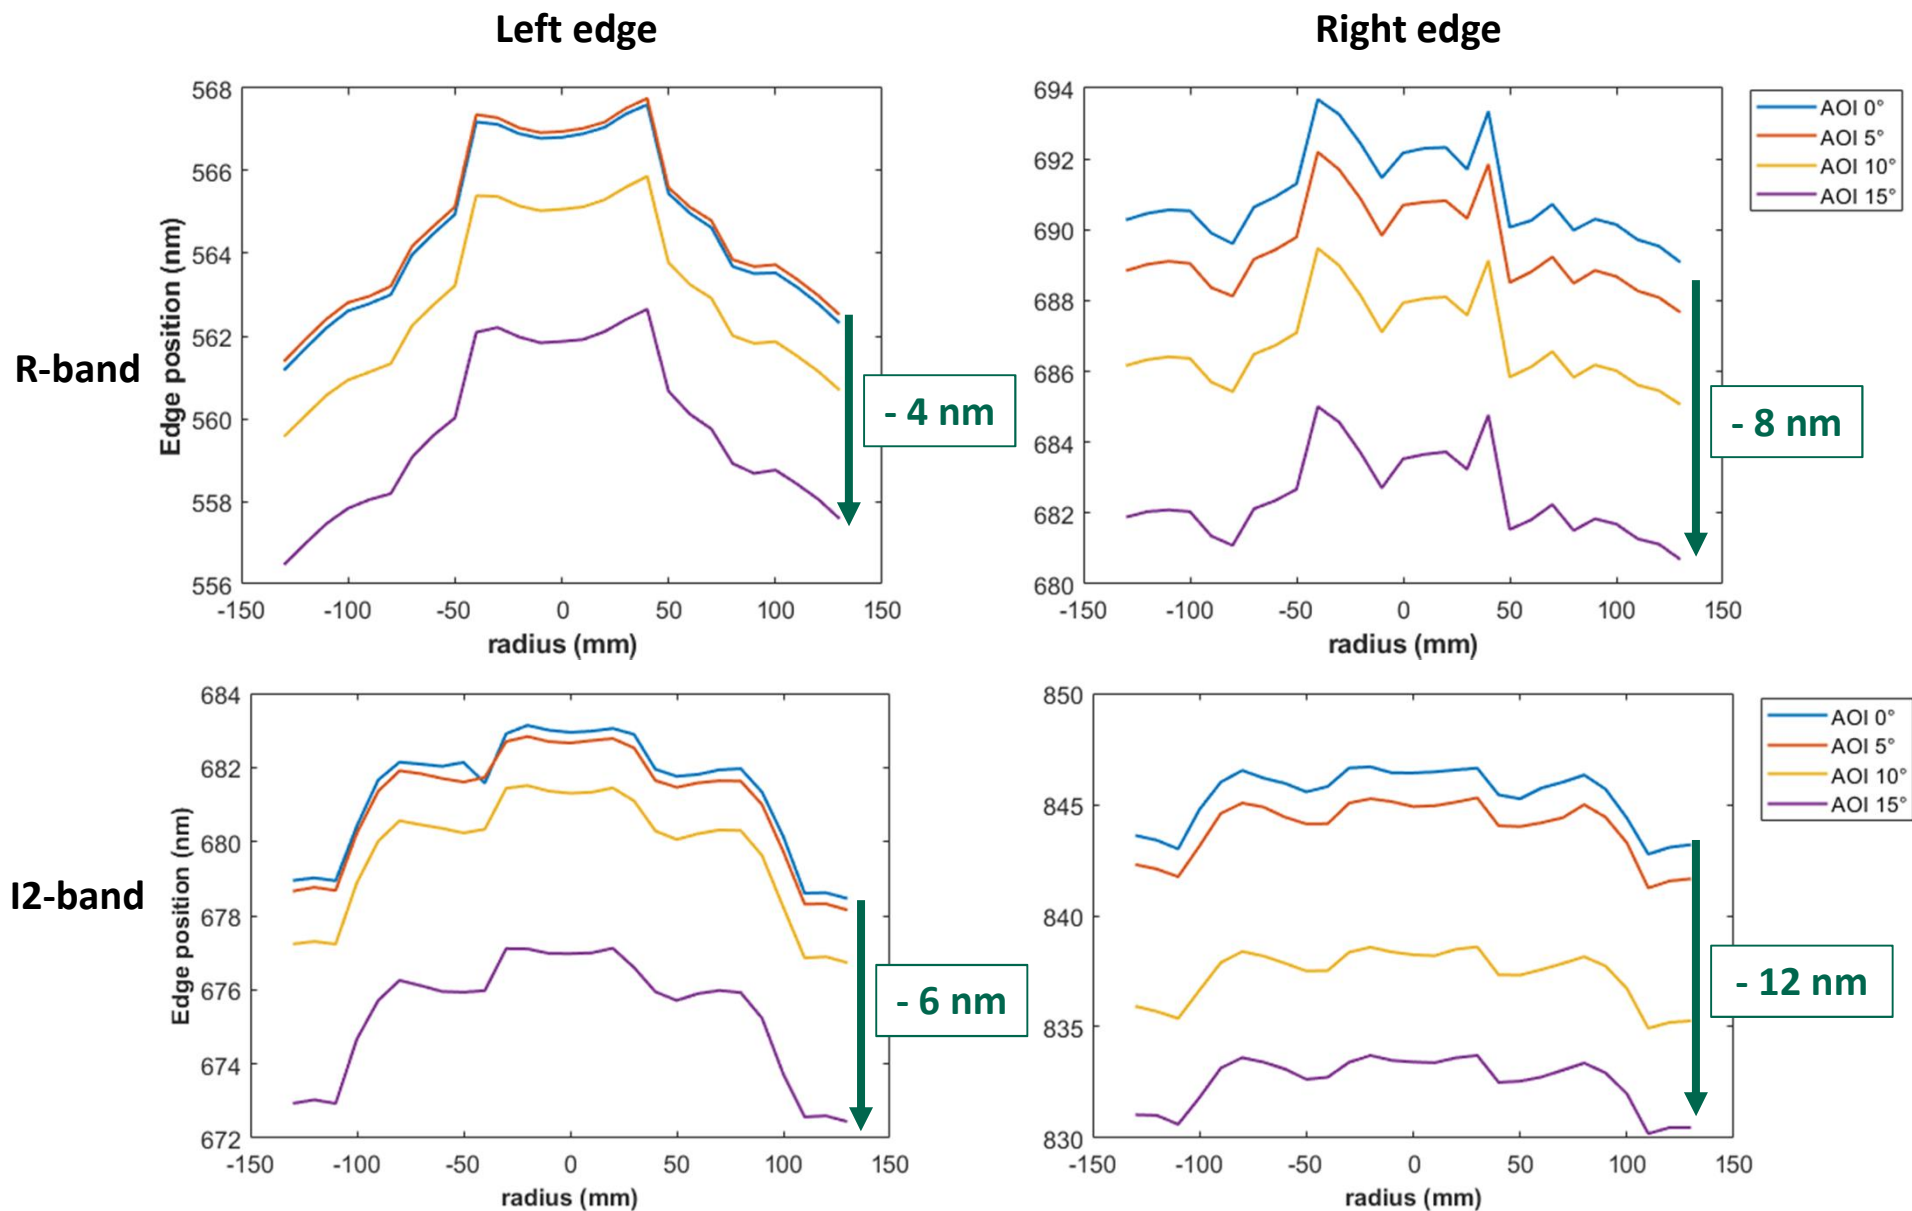 Left edge
Right edge
R-band
Edge position (nm)
568
566
564
562
560
558
556
-150
-100
-50
0
50
100
150
radius (mm)
- 4 nm
694
692
690
688
686
684
682
680
-150
-100
-50
0
50
100
150
radius (mm)
AOI 0°
AOI 5°
AOI 10°
AOI 15°
- 8 nm
I2-band
Edge position (nm)
684
682
680
678
676
674
672
-150
-100
-50
0
50
100
150
radius (mm)
- 6 nm
850
845
840
835
830
-150
-100
-50
0
50
100
150
radius (mm)
AOI 0°
AOI 5°
AOI 10°
AOI 15°
- 12 nm